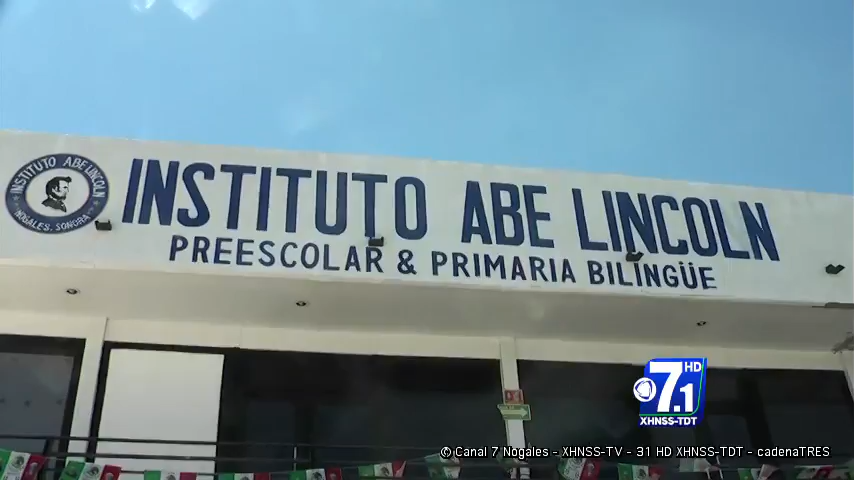 INSTITUTO ABE LINCOLN
NOGALES, SONORA
INSTITUTO ABE LINCOLN
PREESCOLAR & PRIMARIA BILINGÜE
7.1 HD
XHNSS-TDT
© Canal 7 Nogales - XHNSS-TV - 31 HD XHNSS-TDT - cadenaTRES